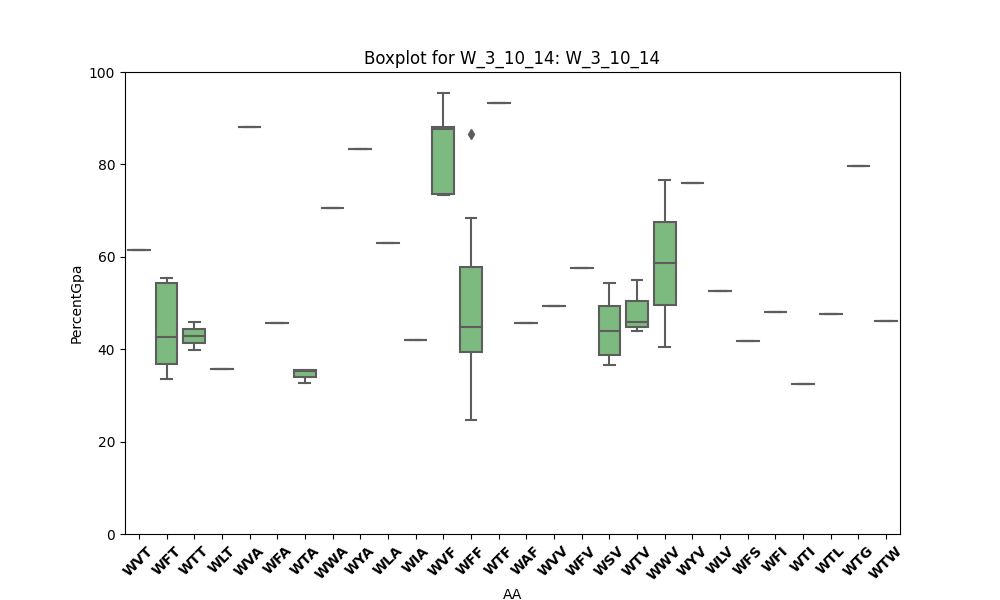 Boxplot for W_3_10_14: W_3_10_14
100
80
60
40
20
0
PercentGpa
WVT WFT WTT WLT WVA WFA WTA WWA WYA WLA WIA WVF WFF WTF WAF WVV WFV WSV WTV WWV WYV WLV WFS WFI WTI WTL WTG WTW
AA